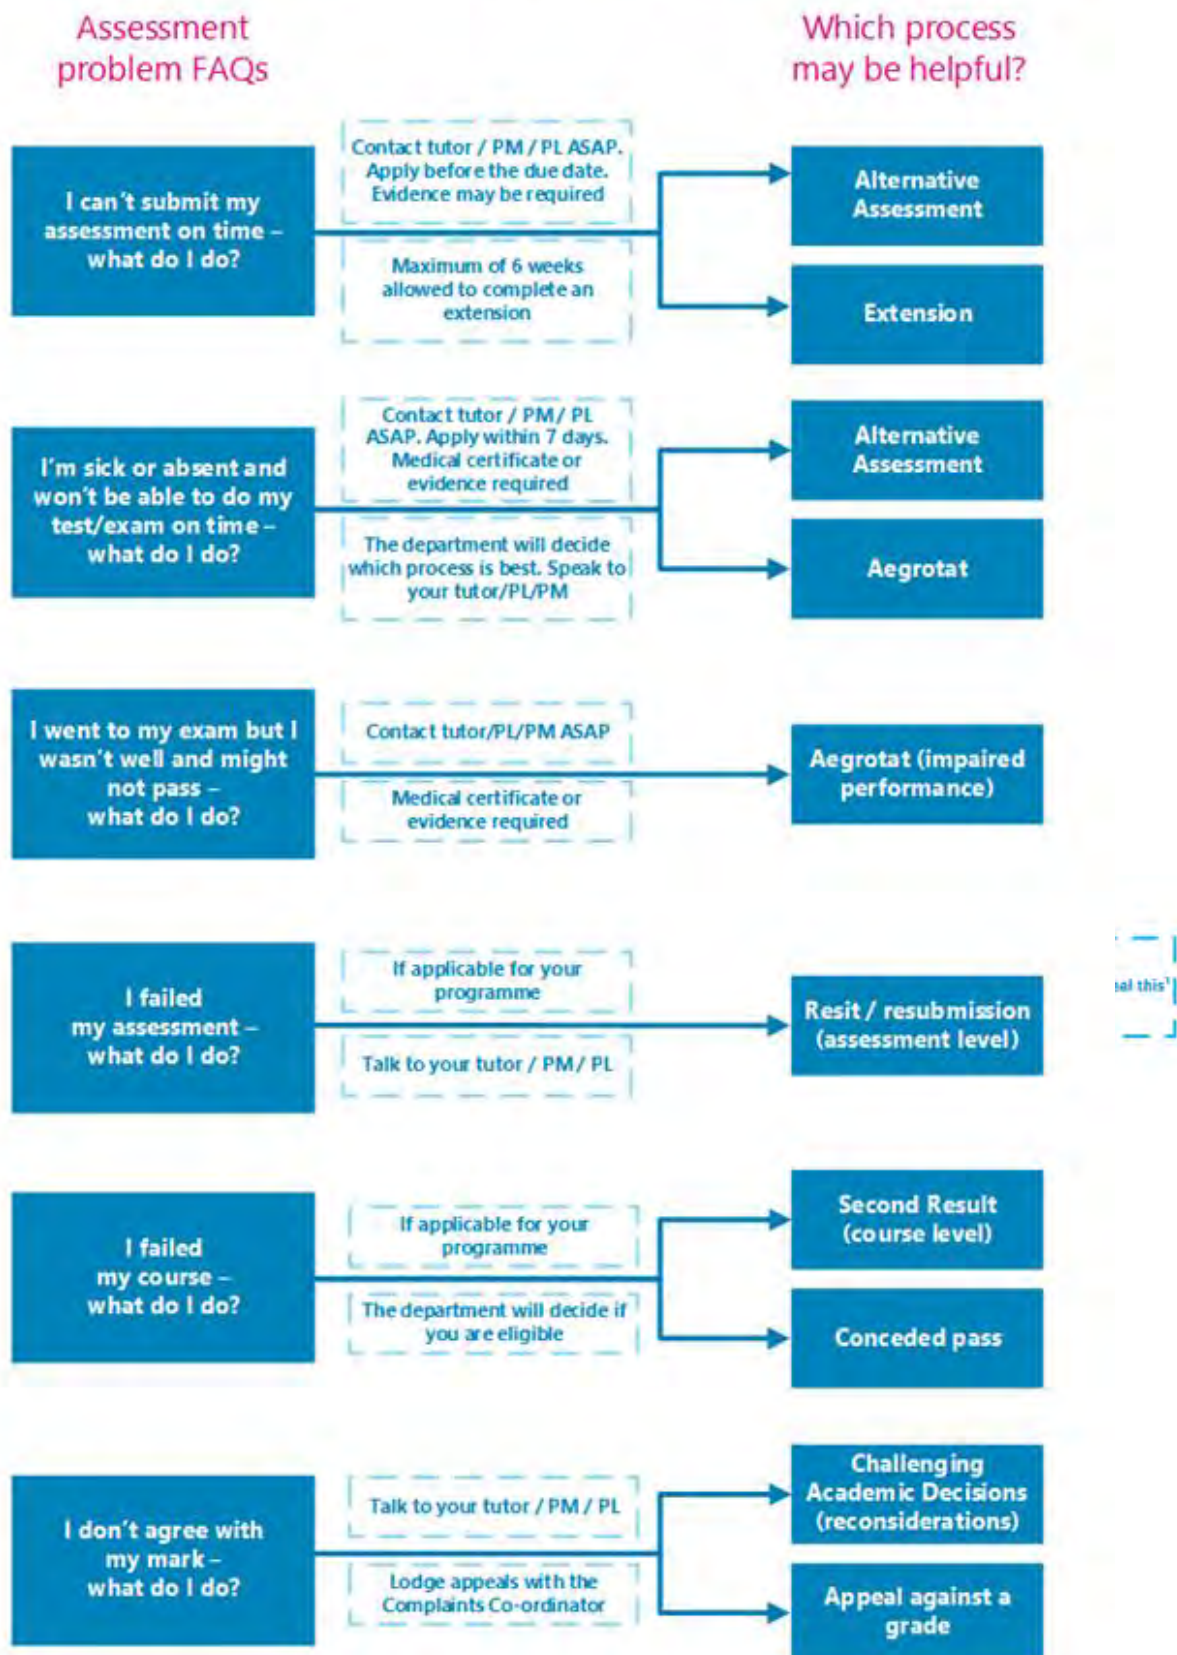 Assessment
problem FAQs
Which process
may be helpful?
I can't submit my
assessment on time –
what do I do?
Contact tutor / PM / PL ASAP.
Apply before the due date.
Evidence may be required
Maximum of 6 weeks
allowed to complete an
extension
Alternative
Assessment
Extension
I'm sick or absent and
won't be able to do my
test/exam on time –
what do I do?
Contact tutor / PM / PL
ASAP. Apply within 7 days.
Medical certificate or
evidence required
The department will decide
which process is best. Speak to
your tutor/PL/PM
Alternative
Assessment
Aegrotat
I went to my exam but I
wasn't well and might
not pass –
what do I do?
Contact tutor/PL/PM ASAP
Medical certificate or
evidence required
Aegrotat (impaired
performance)
I failed
my assessment –
what do I do?
If applicable for your
programme
Talk to your tutor / PM / PL
Resit / resubmission
(assessment level)
this'
I failed
my course –
what do I do?
If applicable for your
programme
The department will decide if
you are eligible
Second Result
(course level)
Conceded pass
I don't agree with
my mark –
what do I do?
Talk to your tutor / PM / PL
Lodge appeals with the
Complaints Co-ordinator
Challenging
Academic Decisions
(reconsiderations)
Appeal against a
grade